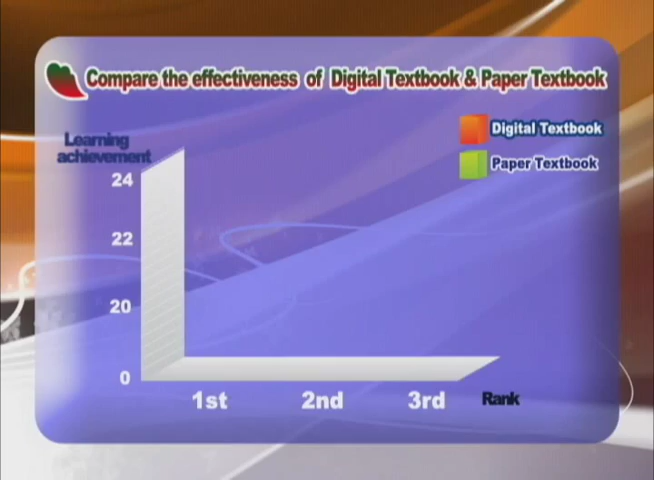 Compare the effectiveness of Digital Textbook & Paper Textbook
Digital Textbook
Paper Textbook
Learning
achievement
24
22
20
0
1st 2nd 3rd Rank